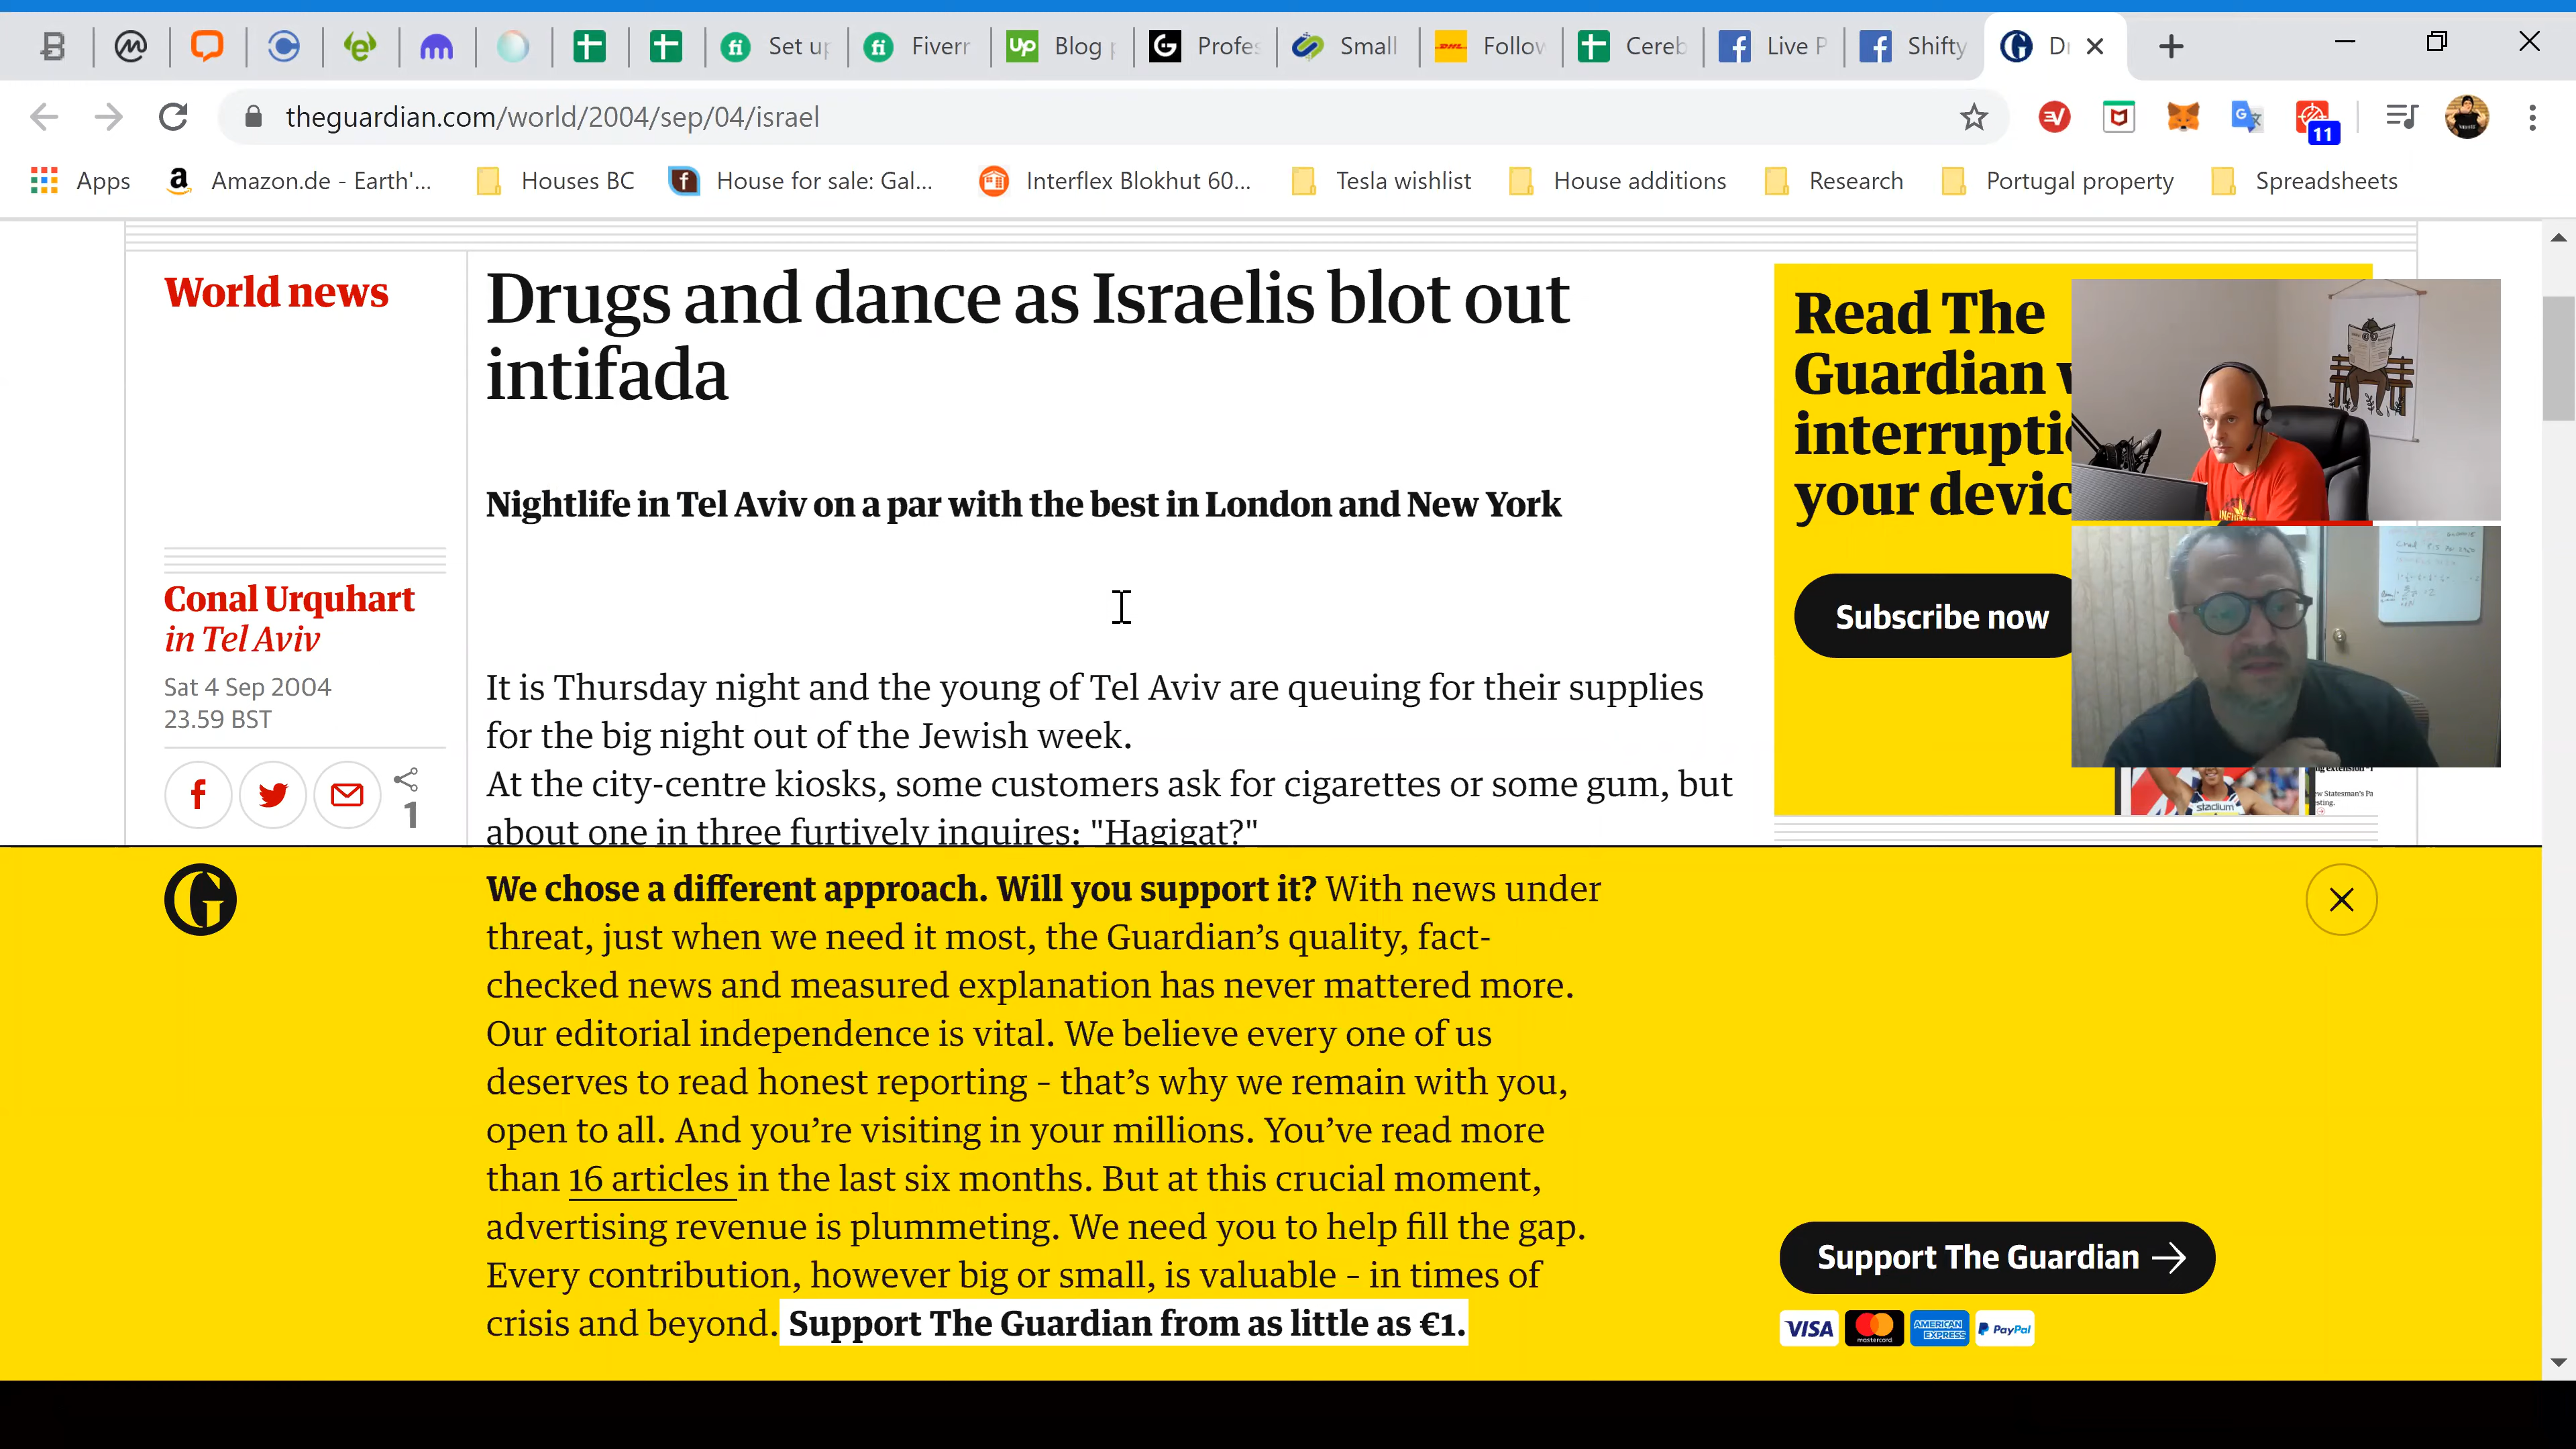 Set up
Fiverr
Up
Blog p
Profes
Small
Follow
Cereb
Live P
Shifty
theguardian.com/world/2004/sep/04/israel
11
Apps
Amazon.de - Earth'...
Houses BC
House for sale: Gal...
Interflex Blokhut 60...
Tesla wishlist
House additions
Research
Portugal property
Spreadsheets
World news
Drugs and dance as Israelis blot out
intifada
Nightlife in Tel Aviv on a par with the best in London and New York
Conal Urquhart
in Tel Aviv
Sat 4 Sep 2004
23.59 BST
1
It is Thursday night and the young of Tel Aviv are queuing for their supplies
for the big night out of the Jewish week.
At the city-centre kiosks, some customers ask for cigarettes or some gum, but
about one in three furtively inquires: "Hagigat?"
Read The
Guardian w
interruptio
your devic
Subscribe now
stadium
We chose a different approach. Will you support it? With news under
threat, just when we need it most, the Guardian's quality, fact-
checked news and measured explanation has never mattered more.
Our editorial independence is vital. We believe every one of us
deserves to read honest reporting – that's why we remain with you,
open to all. And you're visiting in your millions. You've read more
than 16 articles in the last six months. But at this crucial moment,
advertising revenue is plummeting. We need you to help fill the gap.
Every contribution, however big or small, is valuable – in times of
crisis and beyond. Support The Guardian from as little as €1.
Support The Guardian
VISA
mastercard
AMERICAN EXPRESS
PayPal